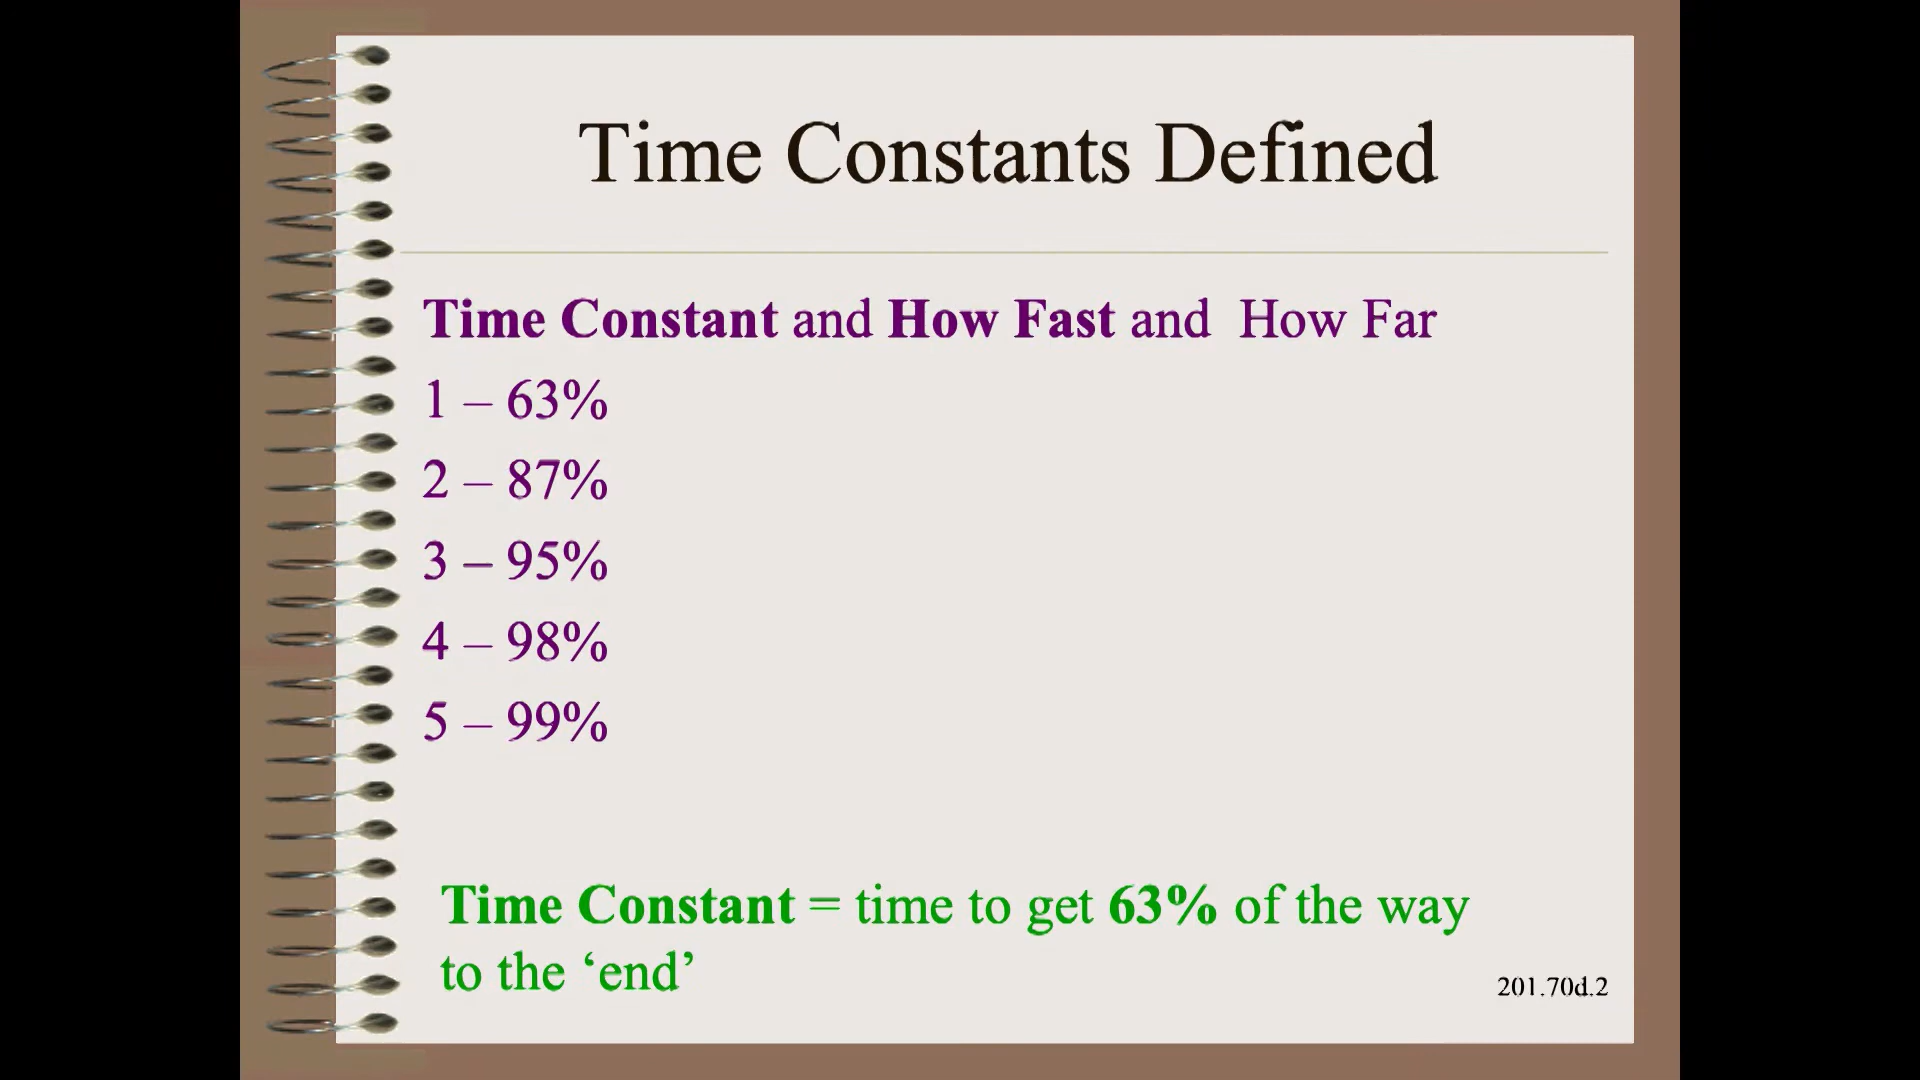 Time Constants Defined
Time Constant and How Fast and How Far
1 – 63%
2 – 87%
3 – 95%
4 – 98%
5 – 99%
Time Constant = time to get 63% of the way
to the ‘end’
201.70d.2